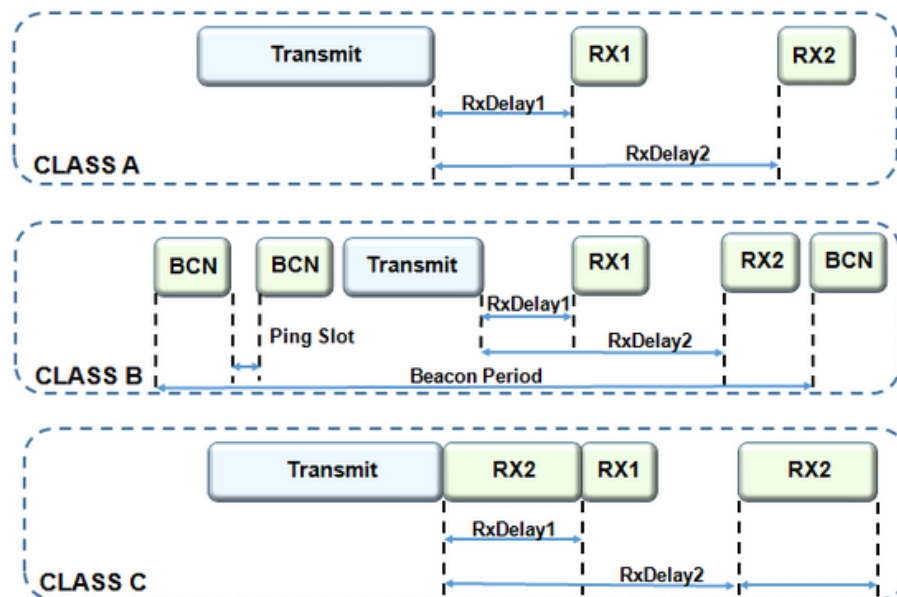 Transmit
RX1
RX2
RxDelay1
RxDelay2
CLASS A
BCN
BCN
Transmit
RX1
RX2
BCN
RxDelay1
Ping Slot
RxDelay2
CLASS B
Beacon Period
Transmit
RX2
RX1
RX2
RxDelay1
RxDelay2
CLASS C